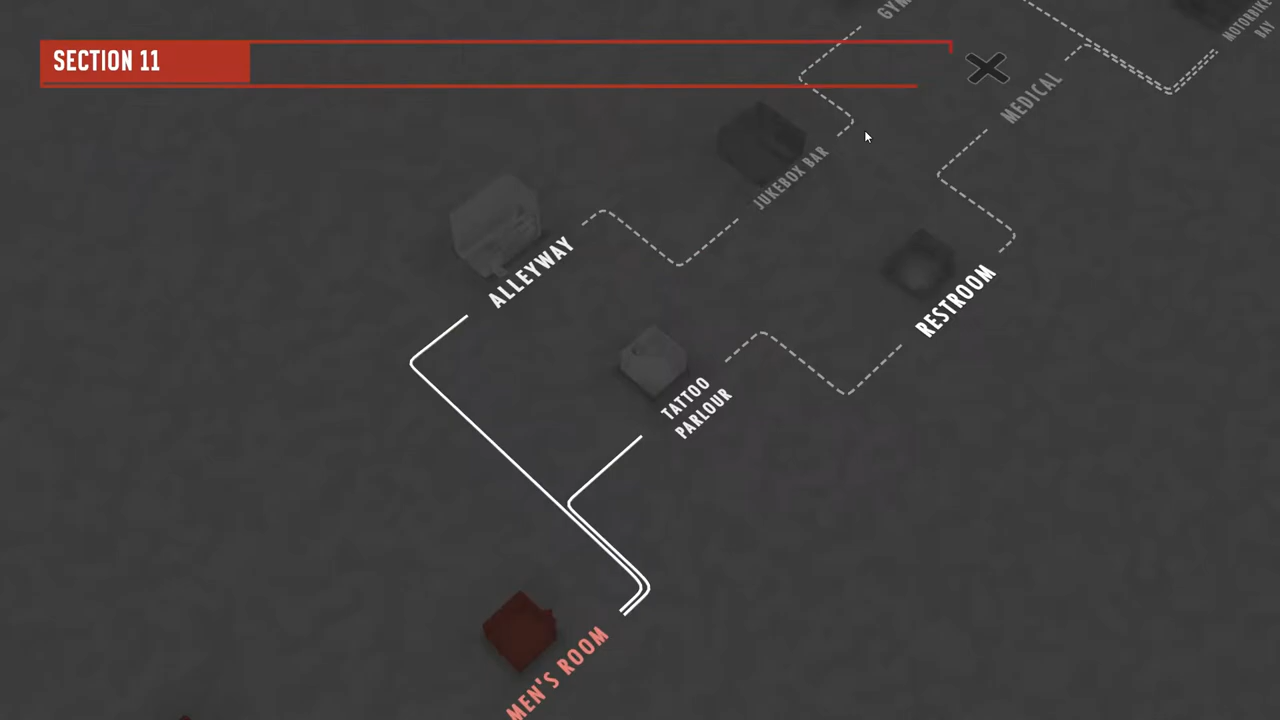 SECTION 11
GYM
MOTORBIKE
BAY
MEDICAL
JUKEBOX BAR
ALLEYWAY
RESTROOM
TATTOO
PARLOUR
MEN'S ROOM